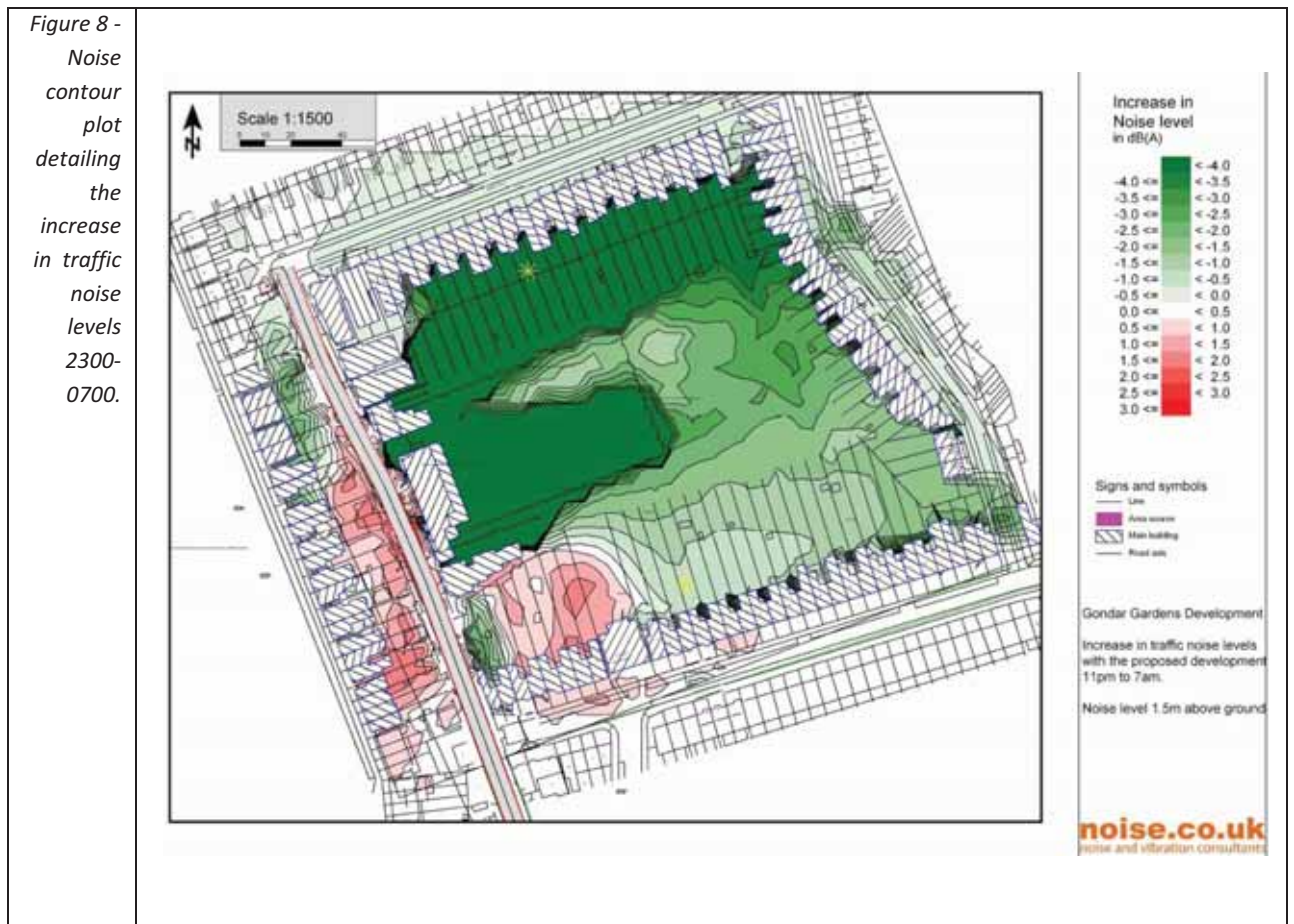 Figure 8 -
Noise
contour
plot
detailing
the
increase
in traffic
noise
levels
2300-
0700.
N
Scale 1:1500
Increase in
Noise level
in dB(A)
< -4.0
-4.0 <= < -3.5
-3.5 <= < -3.0
-3.0 <= < -2.5
-2.5 <= < -2.0
-2.0 <= < -1.5
-1.5 <= < -1.0
-1.0 <= < -0.5
-0.5 <= < 0.0
0.0 <= < 0.5
0.5 <= < 1.0
1.0 <= < 1.5
1.5 <= < 2.0
2.0 <= < 2.5
2.5 <= < 3.0
3.0 <=
Signs and symbols
Line
Area source
Main building
Road axis
Gondar Gardens Development
Increase in traffic noise levels
with the proposed development
11pm to 7am.
Noise level 1.5m above ground
noise.co.uk
noise and vibration consultants